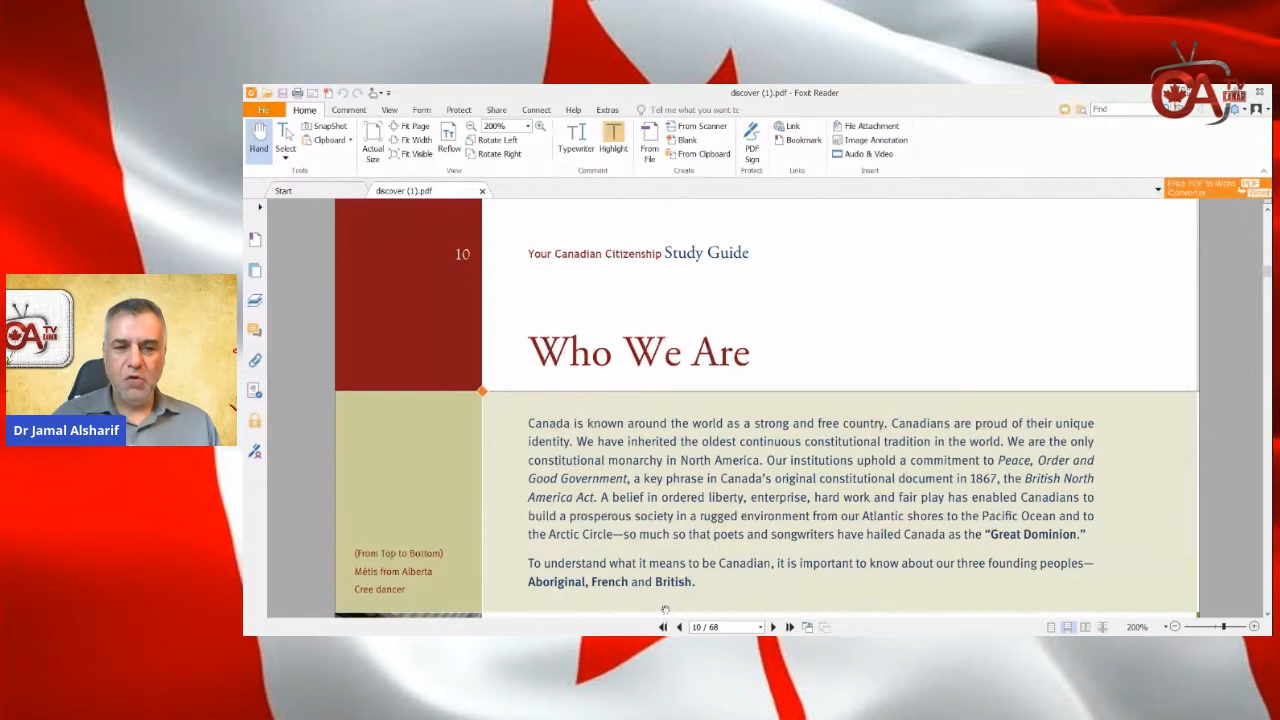 discover (1).pdf - Foxit Reader
File Home Comment View Form Protect Share Connect Help Extras Tell me what you want to: Find
Hand
Select
SnapShot
Clipboard
Tools
Actual Size
Fit Page
Fit Width
Fit Visible
Reflow
200%
Rotate Left
Rotate Right
View
Typewriter
Highlight
Comment
From File
From Scanner
Blank
From Clipboard
Create
PDF Sign
Protect
Link
Bookmark
Links
File Attachment
Image Annotation
Audio & Video
Insert
Start
discover (1).pdf
10
Your Canadian Citizenship Study Guide
Who We Are
Canada is known around the world as a strong and free country. Canadians are proud of their unique
identity. We have inherited the oldest continuous constitutional tradition in the world. We are the only
constitutional monarchy in North America. Our institutions uphold a commitment to Peace, Order and
Good Government, a key phrase in Canada's original constitutional document in 1867, the British North
America Act. A belief in ordered liberty, enterprise, hard work and fair play has enabled Canadians to
build a prosperous society in a rugged environment from our Atlantic shores to the Pacific Ocean and to
the Arctic Circle—so much so that poets and songwriters have hailed Canada as the “Great Dominion.”
To understand what it means to be Canadian, it is important to know about our three founding peoples—
Aboriginal, French and British.
(From Top to Bottom)
Métis from Alberta
Cree dancer
10 / 68
200%
Dr Jamal Alsharif
CA TV
KANAR